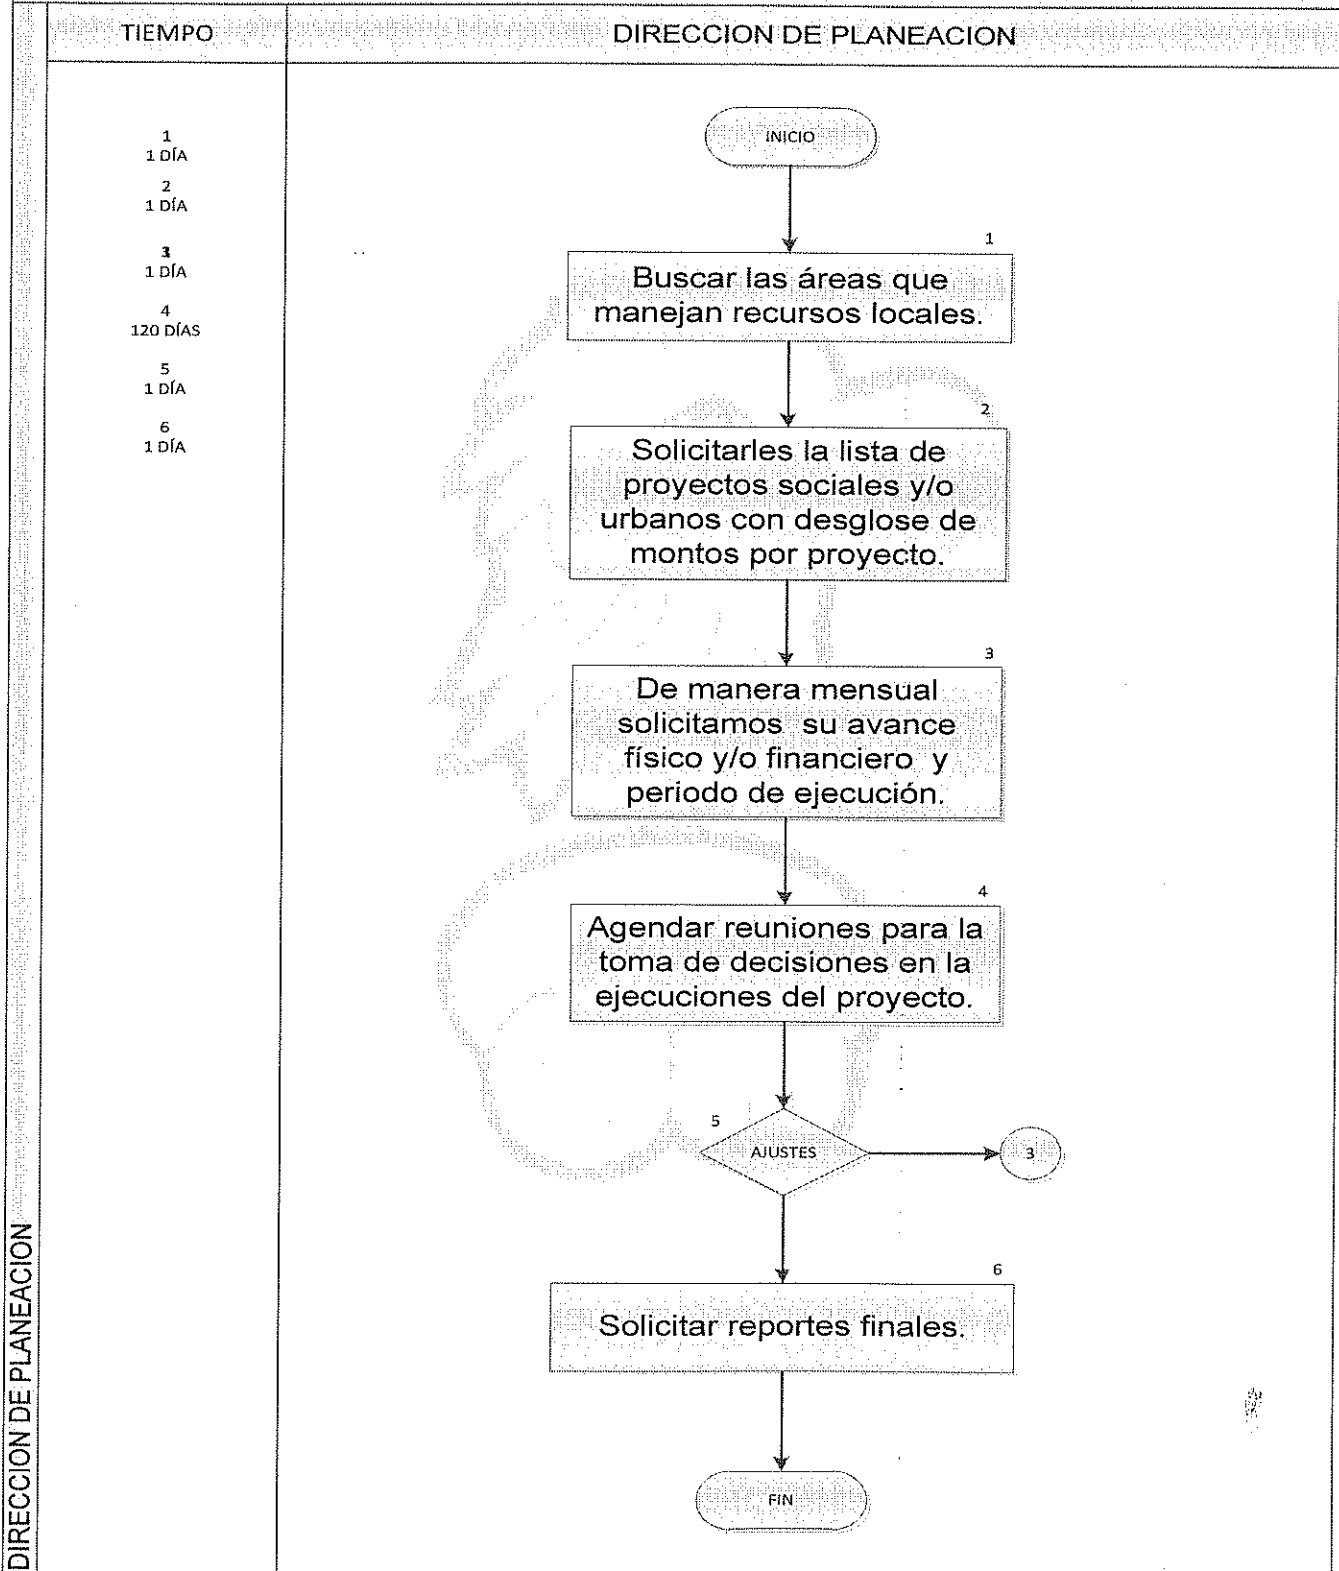 TIEMPO
DIRECCION DE PLANEACION
1
1 DÍA
2
1 DÍA
3
1 DÍA
4
120 DÍAS
5
1 DÍA
6
1 DÍA
INICIO
1
Buscar las áreas que
manejan recursos locales.
2
Solicitarles la lista de
proyectos sociales y/o
urbanos con desglose de
montos por proyecto.
3
De manera mensual
solicitamos su avance
físico y/o financiero y
periodo de ejecución.
4
Agendar reuniones para la
toma de decisiones en la
ejecuciones del proyecto.
5
AJUSTES
3
6
Solicitar reportes finales.
FIN
DIRECCION DE PLANEACION